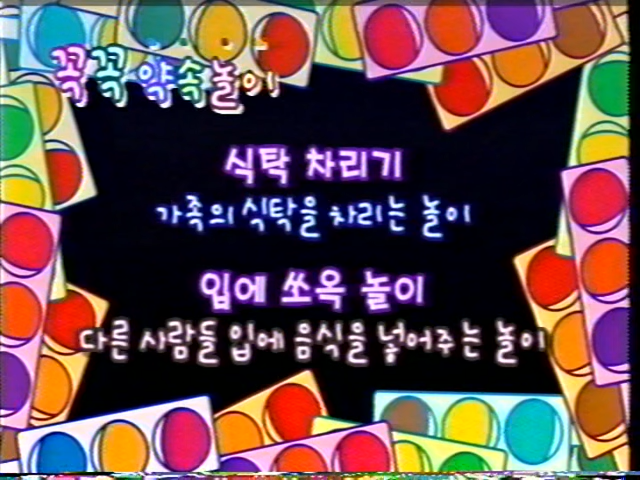 꼭꼭 약속놀이
식탁 차리기
가족의 식탁을 차리는 놀이
입에 쏘옥 놀이
다른 사람들 입에 음식을 넣어주는 놀이